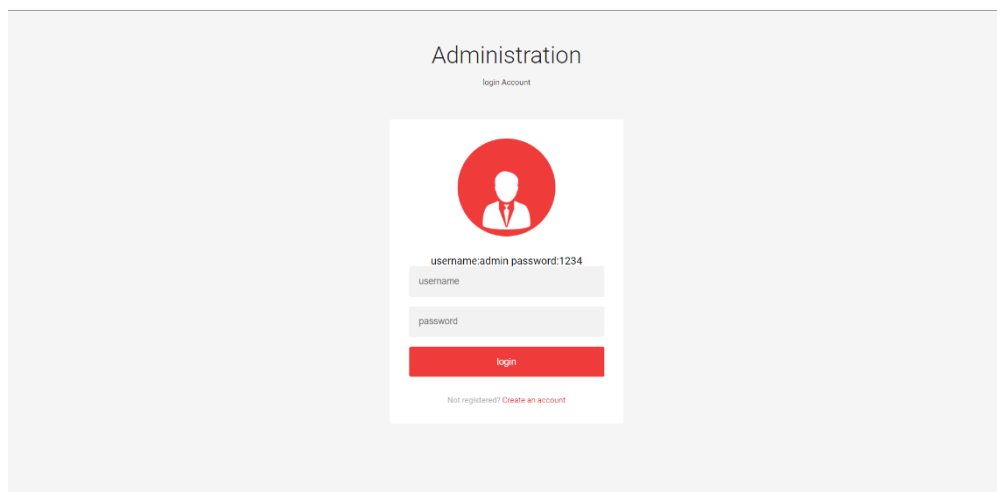 Administration
login Account
username:admin password:1234
username
password
login
Not registered? Create an account